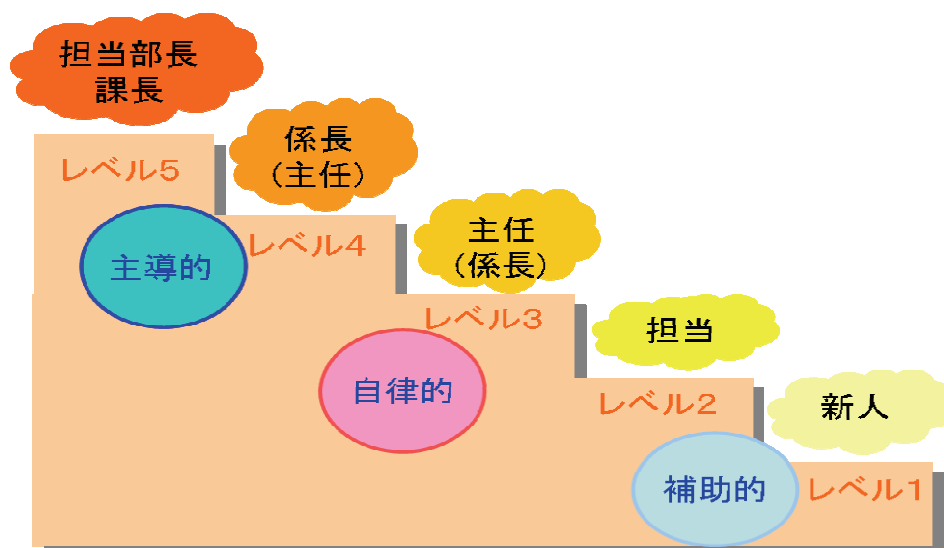 担当部長
課長
レベル5
係長
(主任)
主導的
レベル4
主任
(係長)
レベル3
自律的
担当
レベル2
新人
補助的
レベル1